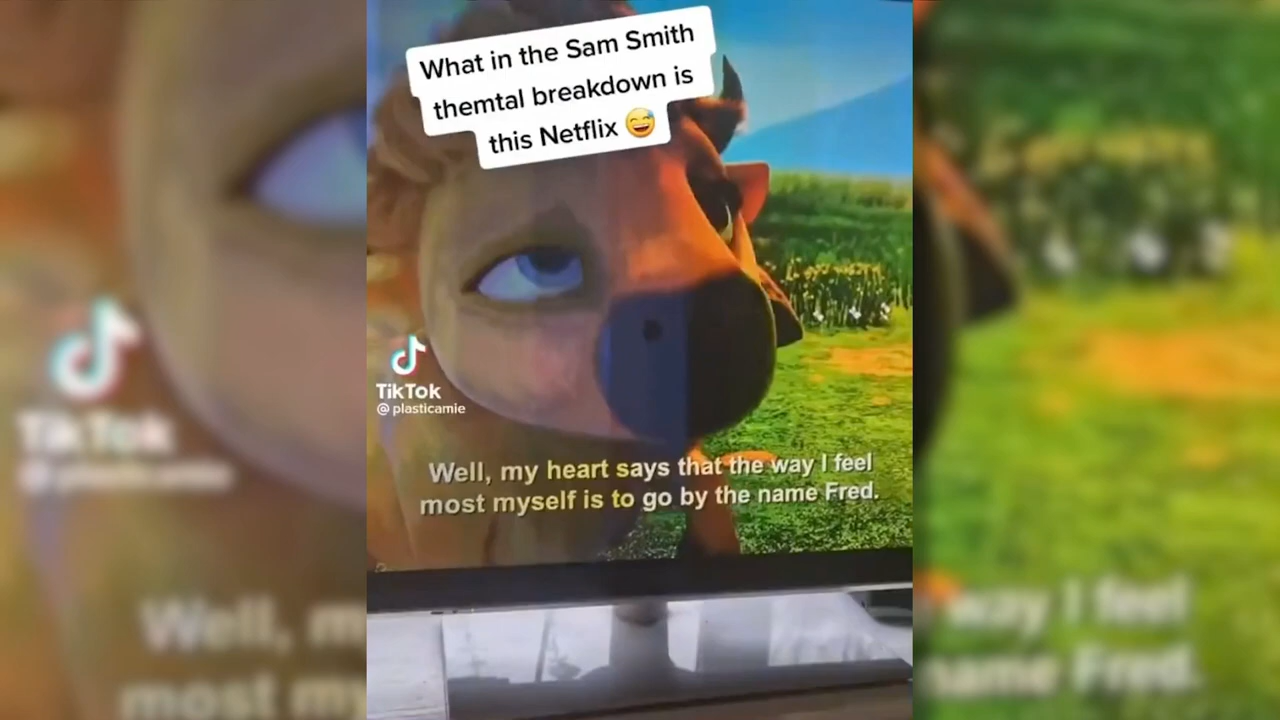 What in the Sam Smith
themtal breakdown is
this Netflix 😅
TikTok
@ plasticamie
Well, my heart says that the way I feel
most myself is to go by the name Fred.